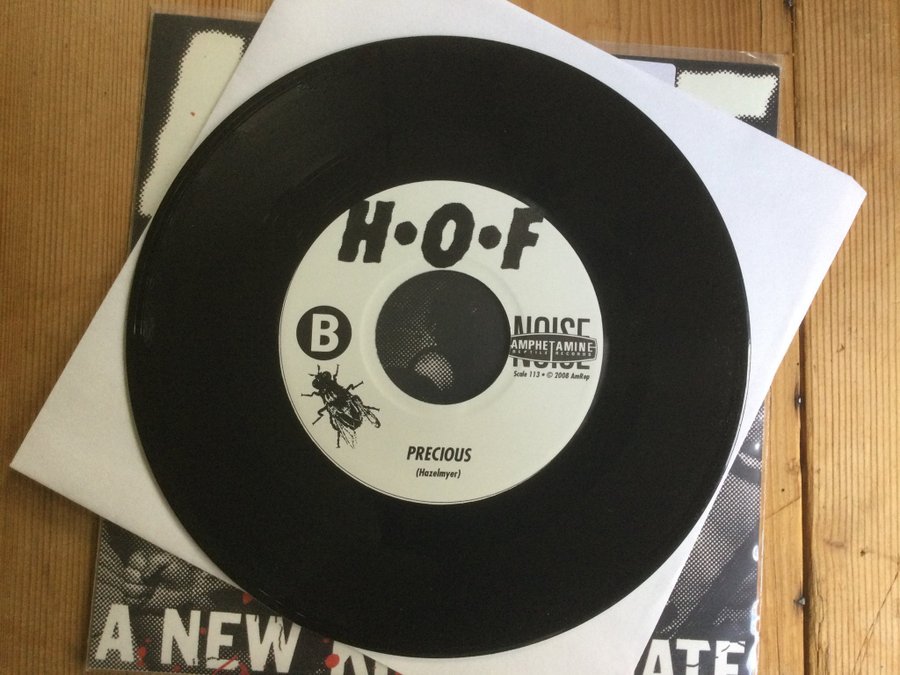 H•O•F
B
NOISE
AMPHETAMINE
REPTILE RECORDS
NOISE
Scale 113 • © 2008 AmRep
PRECIOUS
(Hazelmyer)
A NEW
ATE